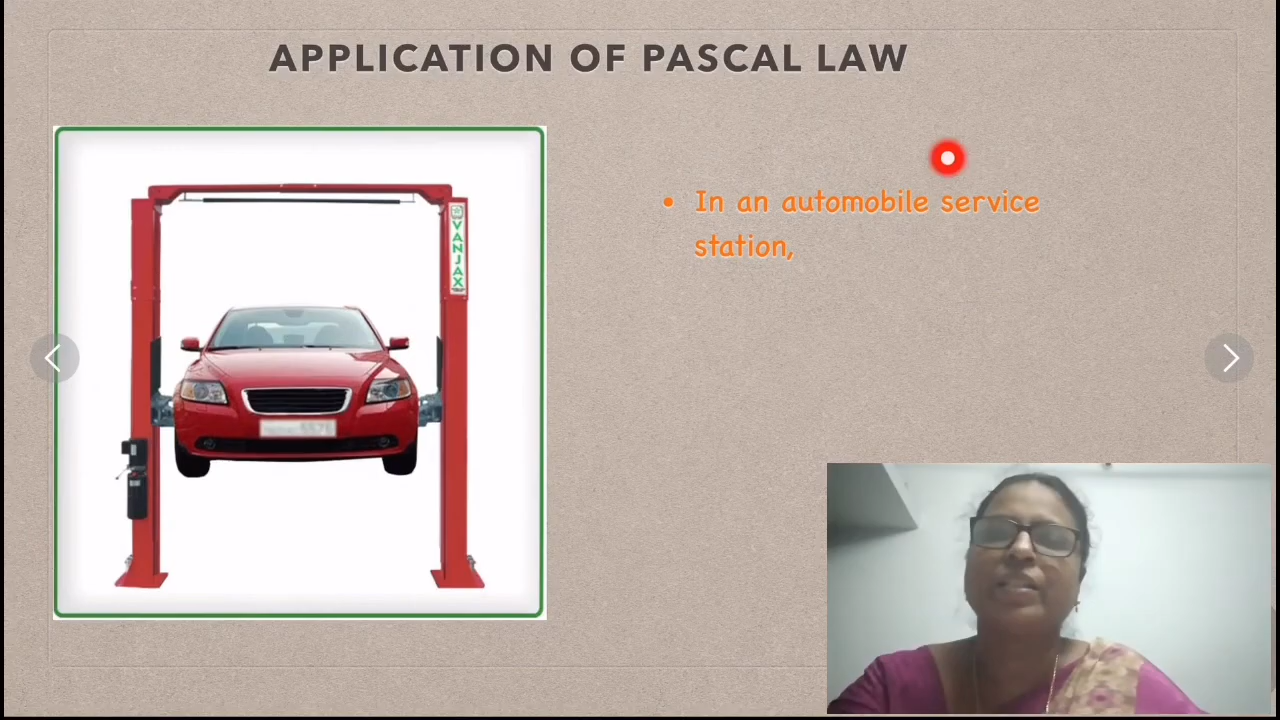 APPLICATION OF PASCAL LAW
VANJAX
• In an automobile service
station,